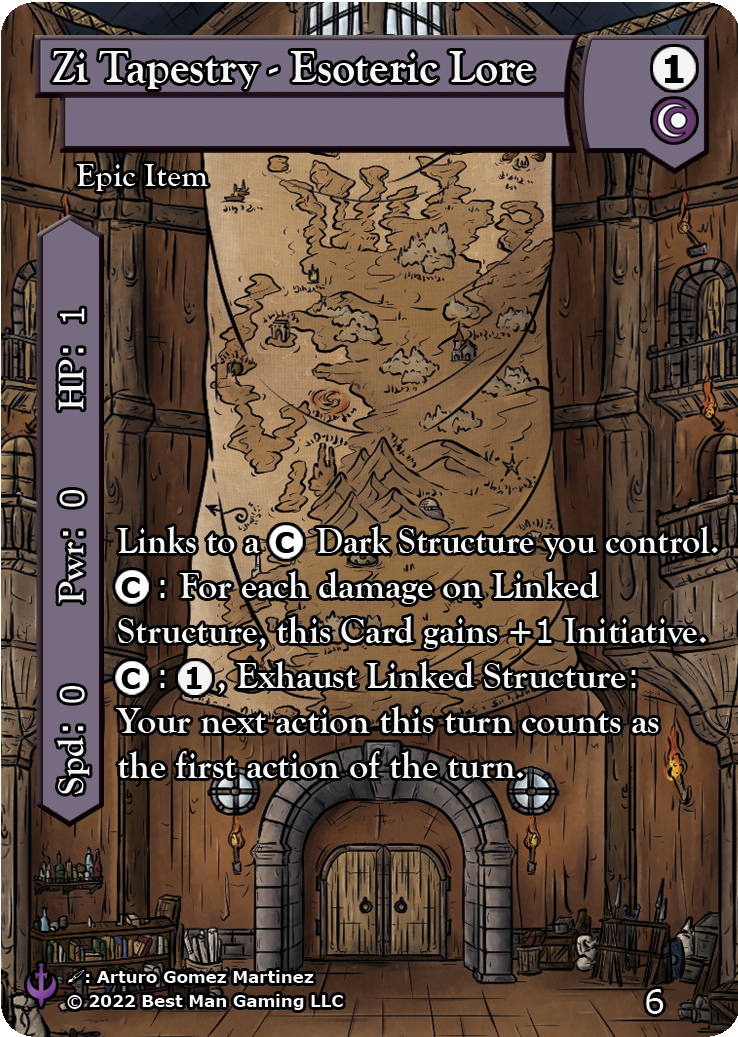 Zi Tapestry - Esoteric Lore
1
Epic Item
HP: 1
Pwr: 0
Spd: 0
Links to a C Dark Structure you control.
C : For each damage on Linked
Structure, this Card gains +1 Initiative.
C : 1, Exhaust Linked Structure:
Your next action this turn counts as
the first action of the turn.
: Arturo Gomez Martinez
© 2022 Best Man Gaming LLC
6